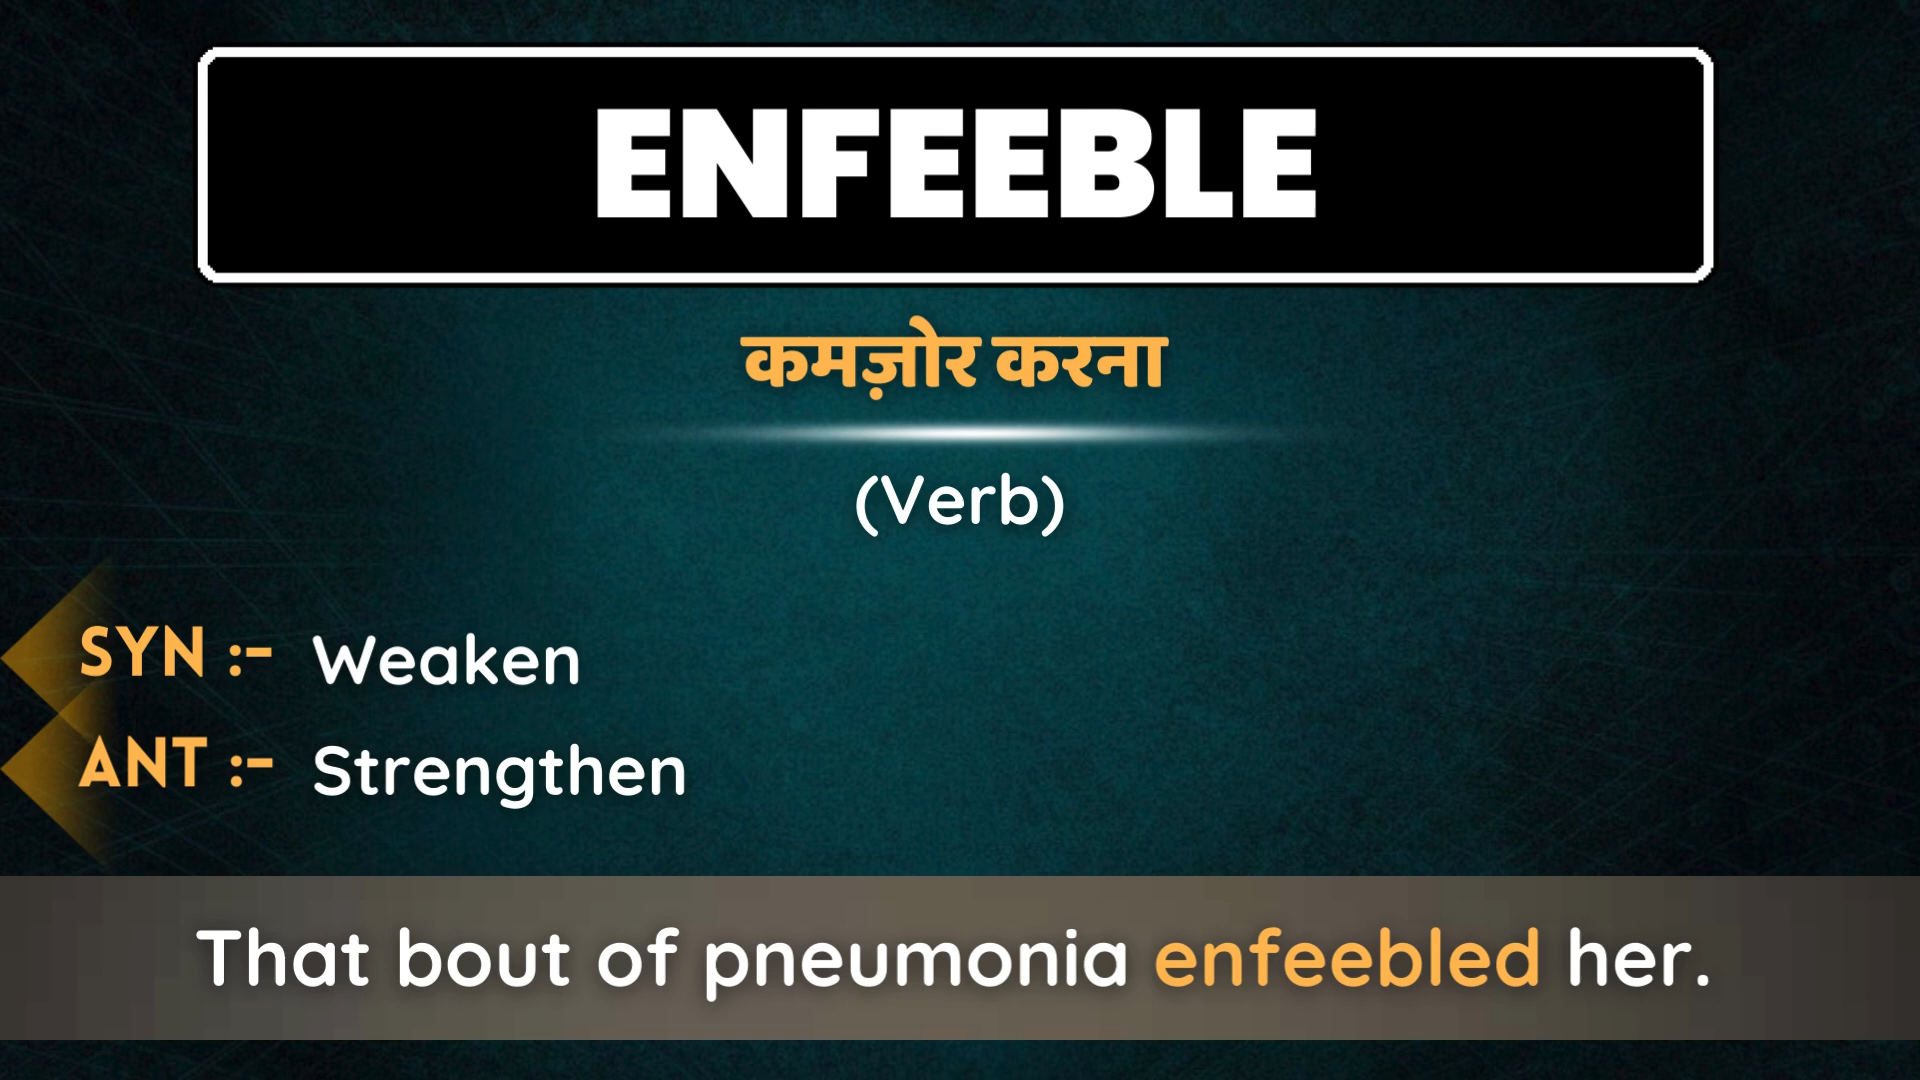 ENFEEBLE
कमज़ोर करना
(Verb)
SYN :- Weaken
ANT :- Strengthen
That bout of pneumonia enfeebled her.